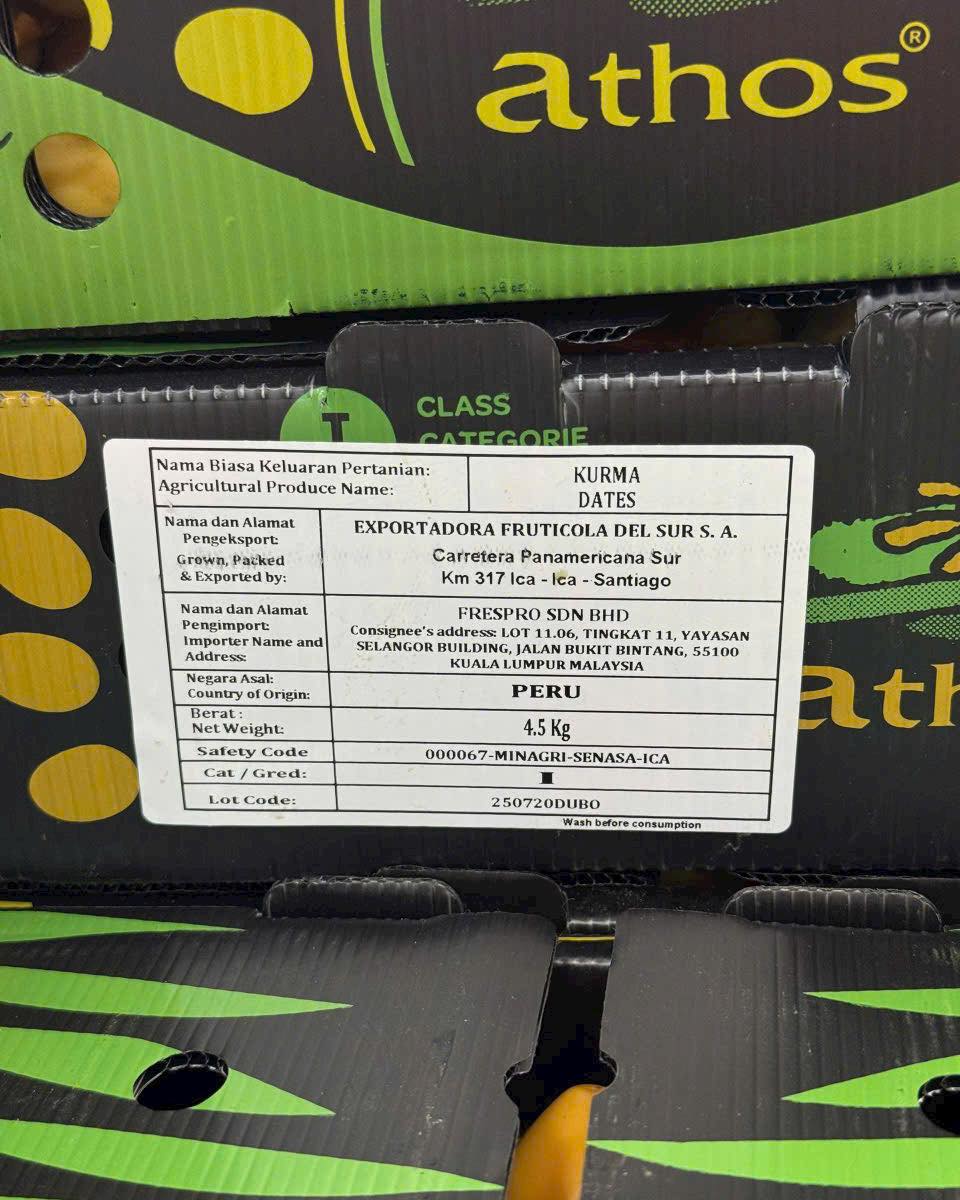 athos®
I
CLASS
CATEGORIE
Nama Biasa Keluaran Pertanian:
Agricultural Produce Name:
KURMA
DATES
Nama dan Alamat
Pengeksport:
Grown, Packed
& Exported by:
EXPORTADORA FRUTICOLA DEL SUR S. A.
Carretera Panamericana Sur
Km 317 Ica - Ica - Santiago
Nama dan Alamat
Pengimport:
Importer Name and
Address:
FRESPRO SDN BHD
Consignee's address: LOT 11.06, TINGKAT 11, YAYASAN
SELANGOR BUILDING, JALAN BUKIT BINTANG, 55100
KUALA LUMPUR MALAYSIA
Negara Asal:
Country of Origin:
PERU
Berat :
Net Weight:
4.5 Kg
Safety Code
000067-MINAGRI-SENASA-ICA
Cat / Gred:
I
Lot Code:
250720DUBO
Wash before consumption
ath